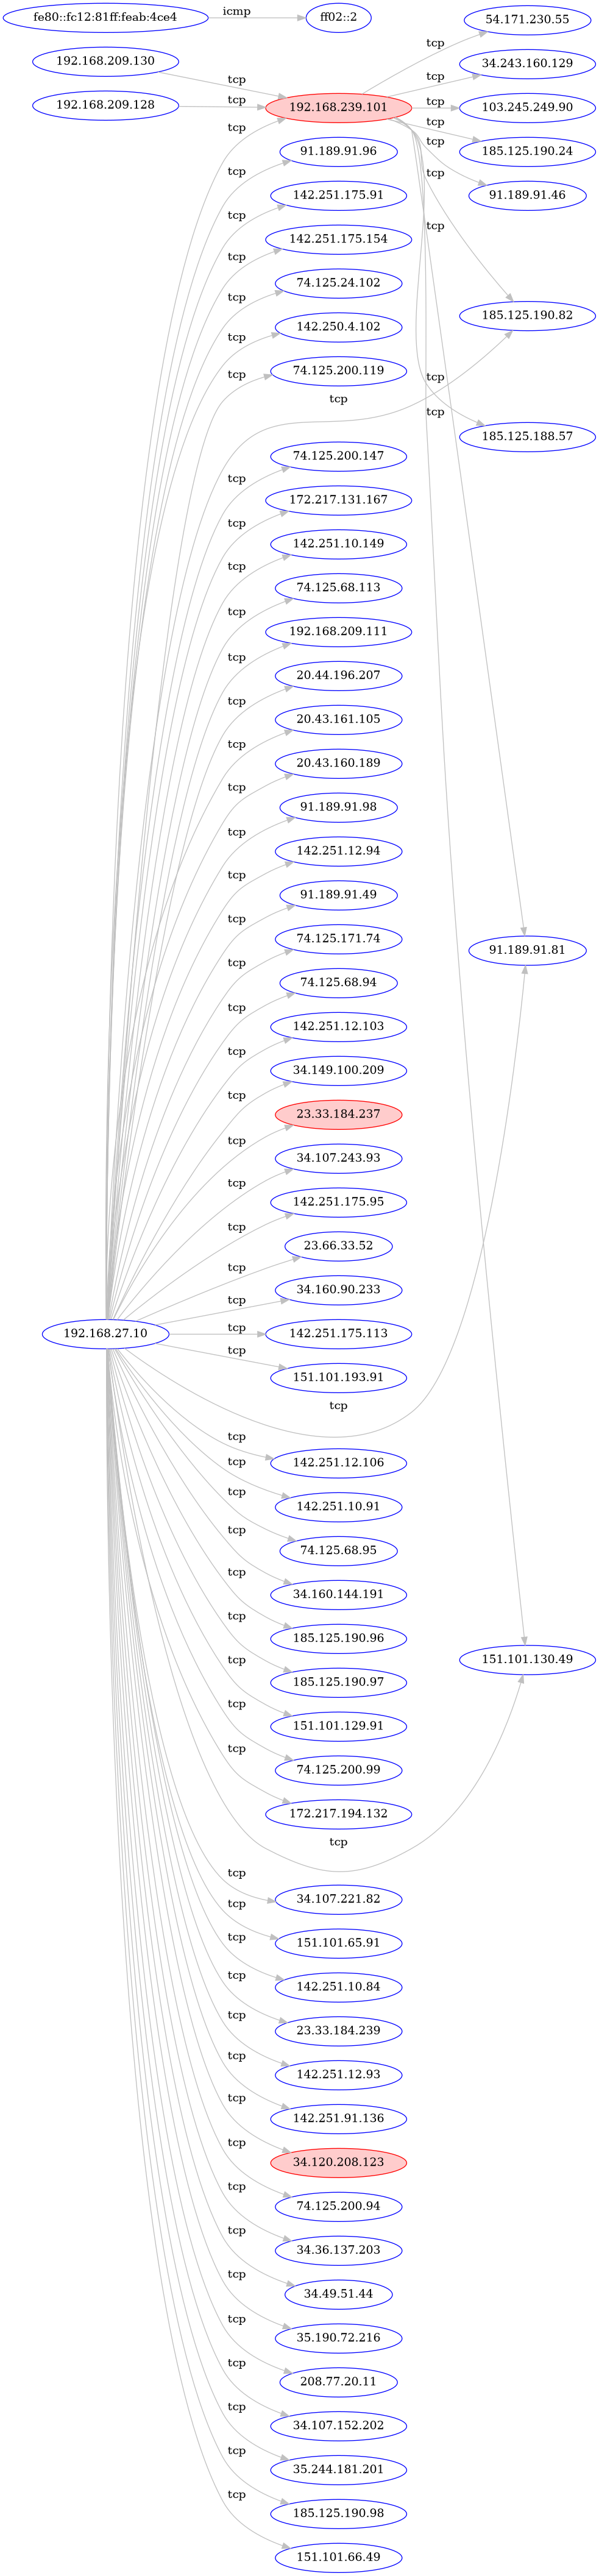 fe80::fc12:81ff:feab:4ce4
icmp
ff02::2
54.171.230.55
192.168.209.130
tcp
tcp
34.243.160.129
tcp
192.168.209.128
tcp
192.168.239.101
tcp
103.245.249.90
tcp
91.189.91.96
tcp
185.125.190.24
tcp
tcp
142.251.175.91
tcp
91.189.91.46
tcp
142.251.175.154
tcp
tcp
74.125.24.102
tcp
142.250.4.102
185.125.190.82
tcp
74.125.200.119
tcp
tcp
tcp
tcp
185.125.188.57
74.125.200.147
tcp
172.217.131.167
tcp
142.251.10.149
tcp
74.125.68.113
tcp
192.168.209.111
tcp
20.44.196.207
tcp
20.43.161.105
tcp
20.43.160.189
tcp
91.189.91.98
tcp
142.251.12.94
tcp
91.189.91.49
tcp
74.125.171.74
tcp
91.189.91.81
74.125.68.94
tcp
142.251.12.103
tcp
34.149.100.209
tcp
23.33.184.237
tcp
34.107.243.93
tcp
142.251.175.95
tcp
23.66.33.52
tcp
34.160.90.233
tcp
192.168.27.10
tcp
142.251.175.113
tcp
151.101.193.91
tcp
tcp
142.251.12.106
tcp
142.251.10.91
tcp
74.125.68.95
tcp
34.160.144.191
tcp
185.125.190.96
tcp
151.101.130.49
185.125.190.97
tcp
151.101.129.91
tcp
74.125.200.99
tcp
172.217.194.132
tcp
tcp
34.107.221.82
tcp
151.101.65.91
tcp
142.251.10.84
tcp
23.33.184.239
tcp
142.251.12.93
tcp
142.251.91.136
tcp
34.120.208.123
tcp
74.125.200.94
tcp
34.36.137.203
tcp
34.49.51.44
tcp
35.190.72.216
tcp
208.77.20.11
tcp
34.107.152.202
tcp
35.244.181.201
tcp
185.125.190.98
tcp
151.101.66.49